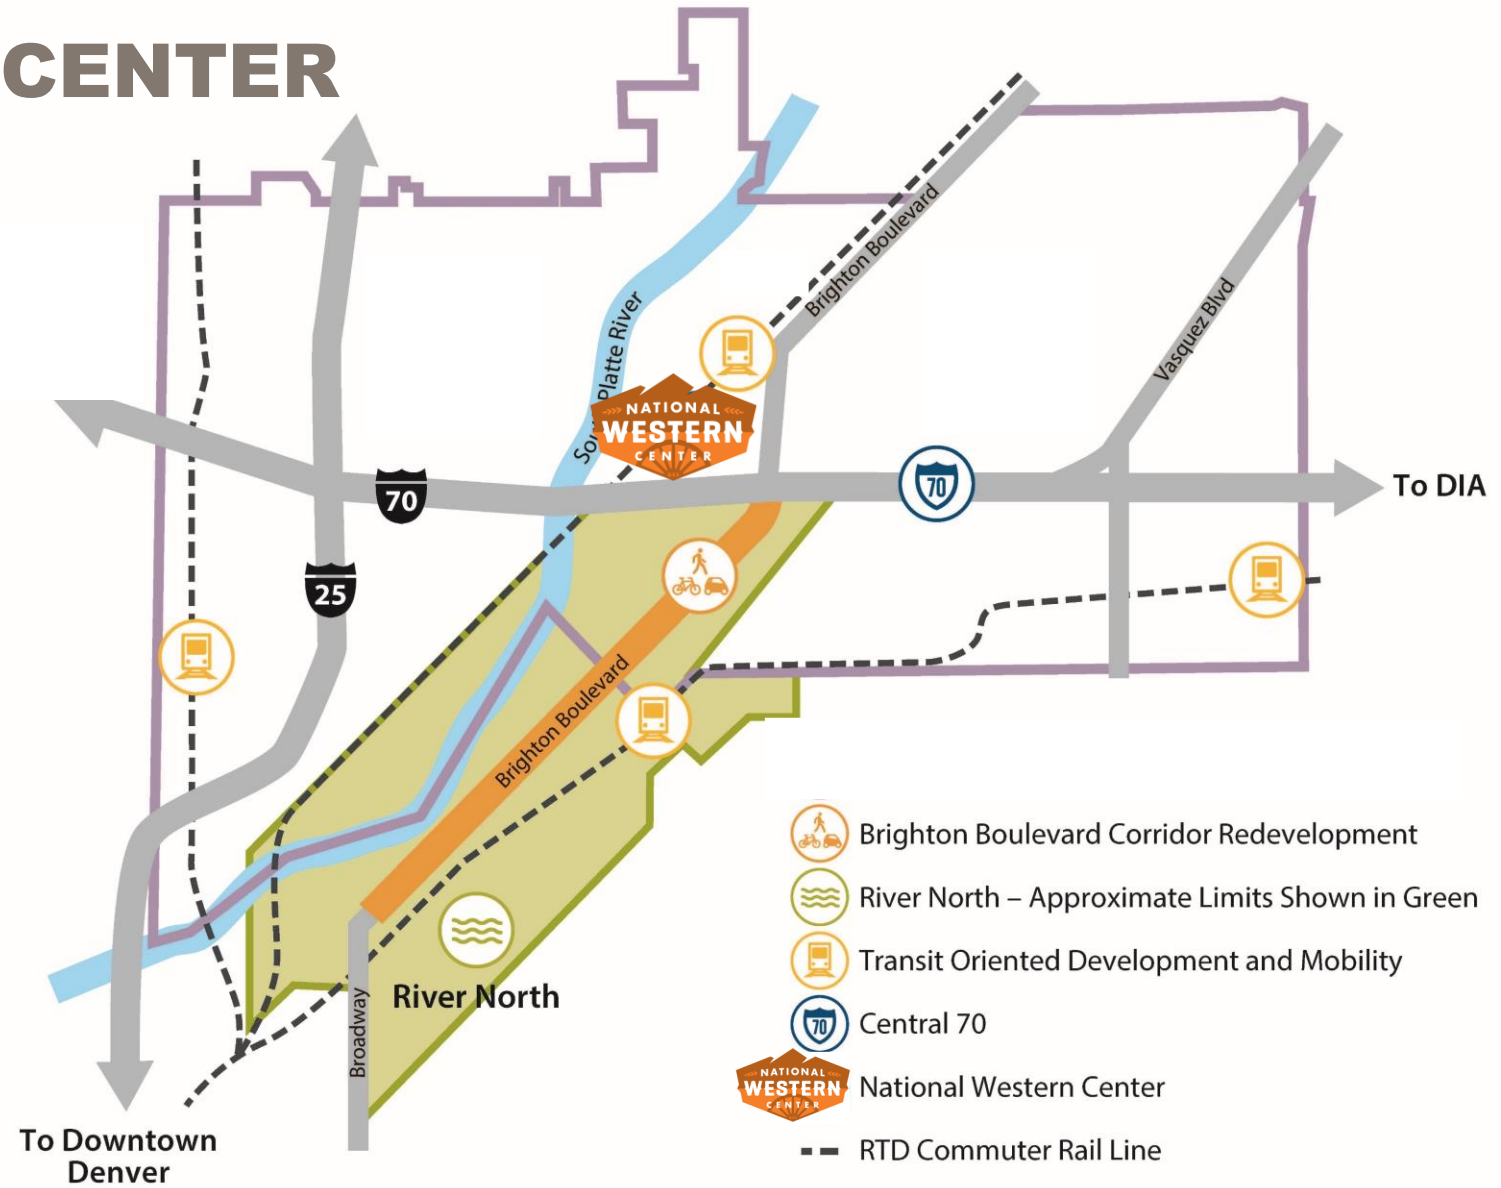 CENTER
Brighton Boulevard
Vasquez Blvd
South Platte River
NATIONAL
WESTERN
CENTER
70
70
To DIA
25
Brighton Boulevard
River North
Broadway
To Downtown
Denver
Brighton Boulevard Corridor Redevelopment
River North – Approximate Limits Shown in Green
Transit Oriented Development and Mobility
70
Central 70
NATIONAL
WESTERN
CENTER
National Western Center
RTD Commuter Rail Line